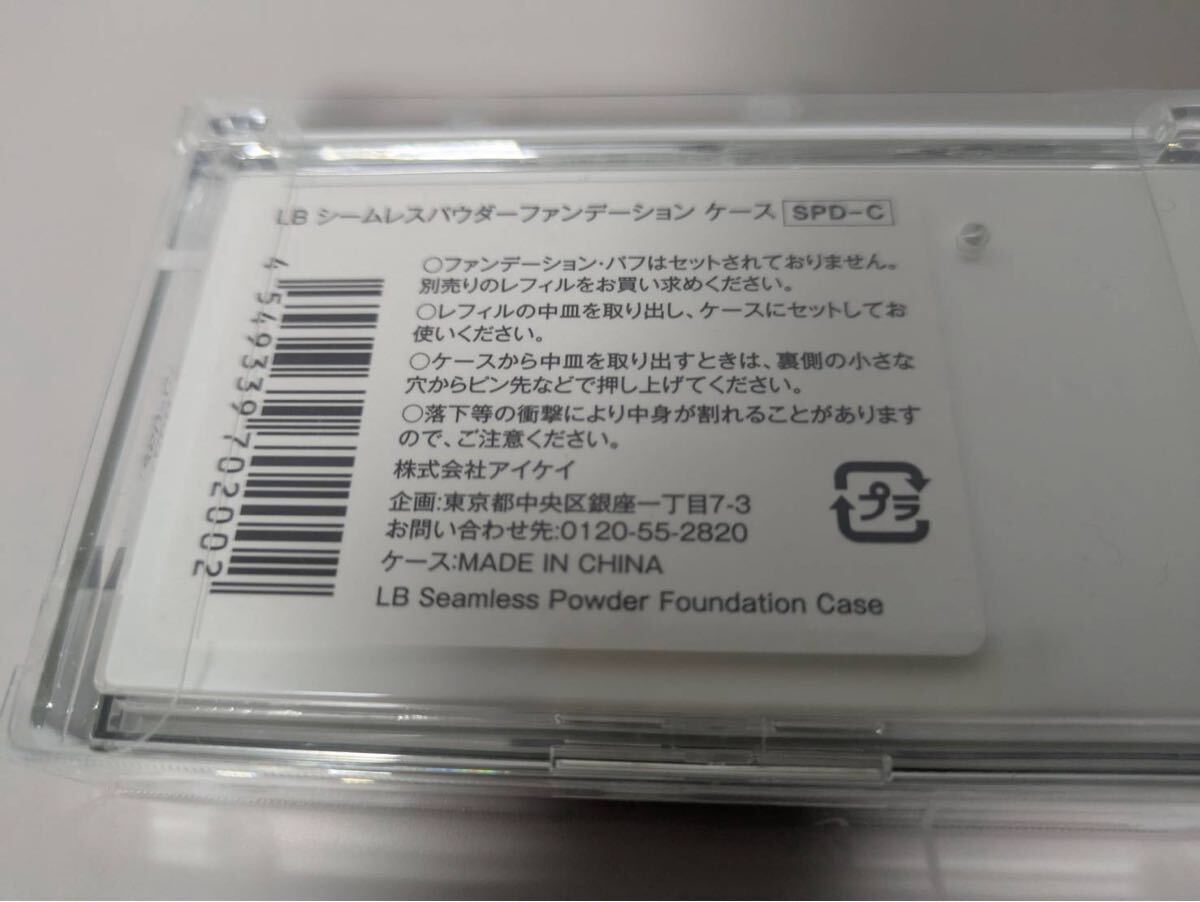 LB シームレスパウダーファンデーション ケース SPD-C
○ファンデーション・パフはセットされておりません。
別売りのレフィルをお買い求めください。
○レフィルの中皿を取り出し、ケースにセットしてお
使いください。
○ケースから中皿を取り出すときは、裏側の小さな
穴からピン先などで押し上げてください。
○落下等の衝撃により中身が割れることがあります
ので、ご注意ください。
株式会社アイケイ
企画:東京都中央区銀座一丁目7-3
お問い合わせ先:0120-55-2820
ケース:MADE IN CHINA
LB Seamless Powder Foundation Case
プラ
4 549339 702002